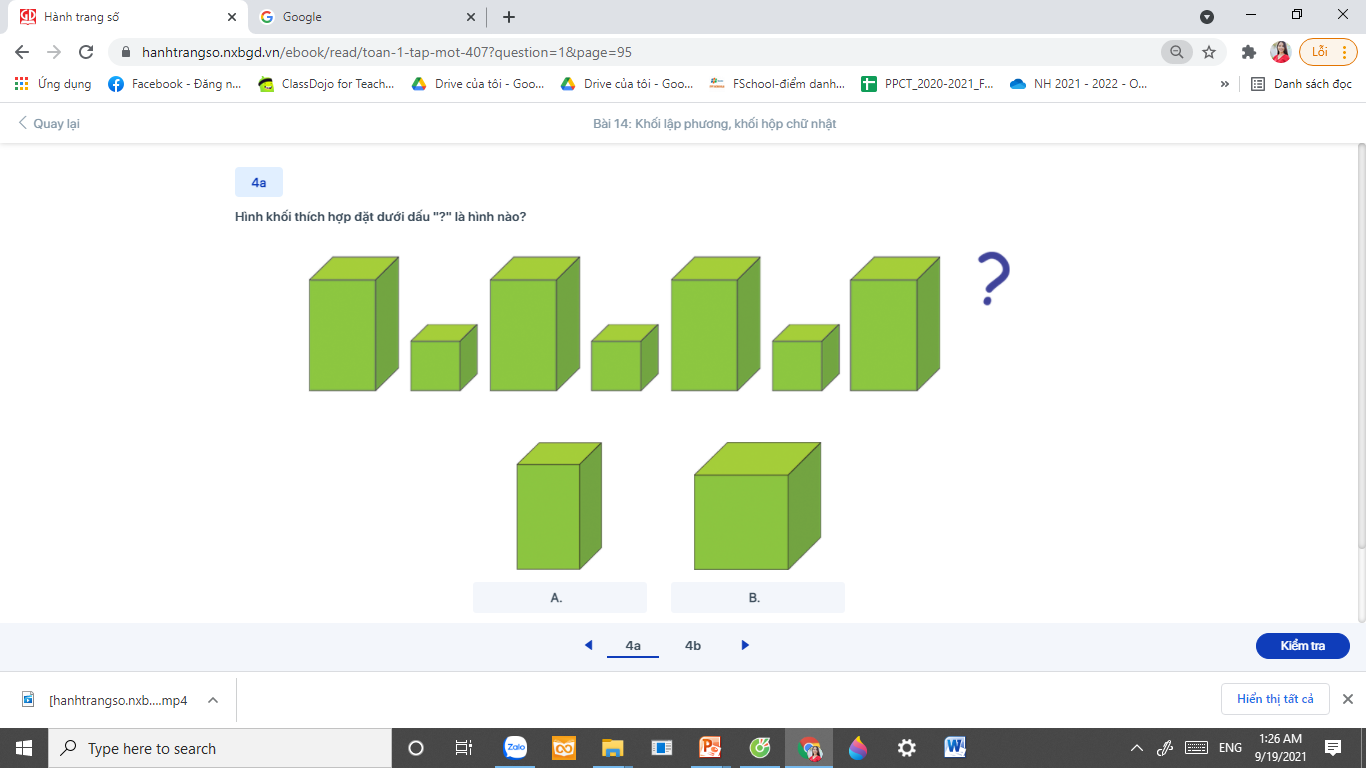 Hành trang số
Google
hanhtrangso.nxbgd.vn/ebook/read/toan-1-tap-mot-407?question=1&page=95
Lỗi
Ứng dụng
Facebook - Đăng n...
ClassDojo for Teach...
Drive của tôi - Goo...
Drive của tôi - Goo...
FSchool-điểm danh...
PPCT_2020-2021_F...
NH 2021 - 2022 - O...
»
Danh sách đọc
Quay lại
Bài 14: Khối lập phương, khối hộp chữ nhật
4a
Hình khối thích hợp đặt dưới dấu "?" là hình nào?
?
A.
B.
4a
4b
Kiểm tra
[hanhtrangso.nxb....mp4
Hiển thị tất cả
Type here to search
Zalo
ENG
1:26 AM
9/19/2021